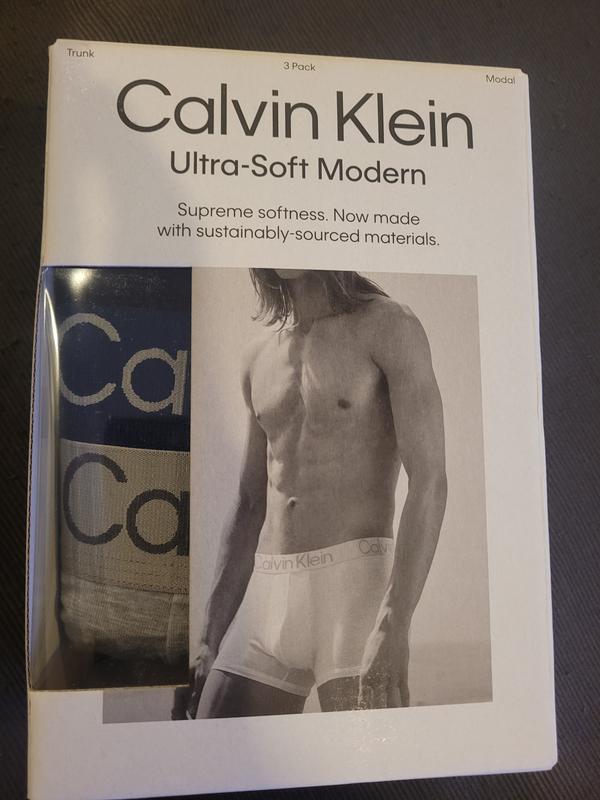 Trunk
3 Pack
Modal
Calvin Klein
Ultra-Soft Modern
Supreme softness. Now made
with sustainably-sourced materials.
Ca
Ca
Calvin Klein Calv